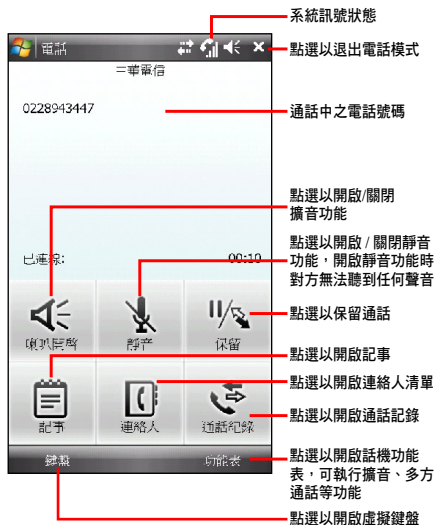 系統訊號狀態
電話
點選以退出電話模式
中華電信
0228943447
通話中之電話號碼
點選以開啟/關閉
擴音功能
已連線:
00:10
點選以開啟 / 關閉靜音
功能，開啟靜音功能時
對方無法聽到任何聲音
喇叭開啓
靜音
保留
點選以保留通話
點選以開啟記事
點選以開啟連絡人清單
記事
連絡人
通話紀錄
點選以開啟通話記錄
鍵盤
功能表
點選以開啟話機功能
表，可執行擴音、多方
通話等功能
點選以開啟虛擬鍵盤